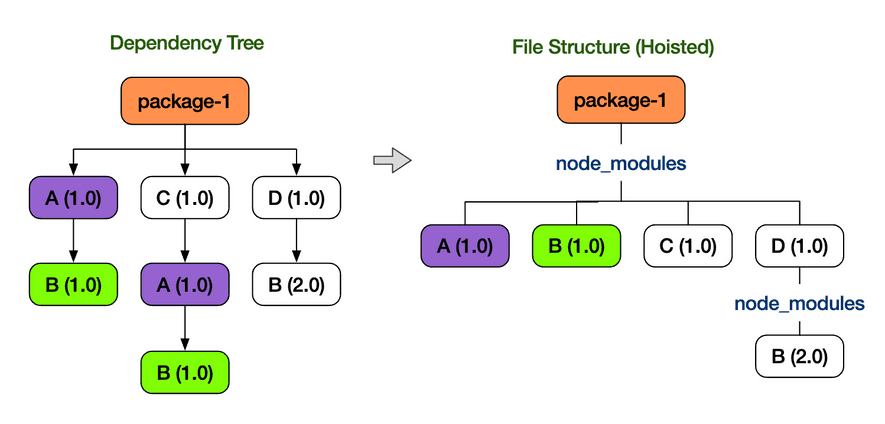 Dependency Tree
package-1
A (1.0)
C (1.0)
D (1.0)
B (1.0)
A (1.0)
B (2.0)
B (1.0)
File Structure (Hoisted)
package-1
node_modules
A (1.0)
B (1.0)
C (1.0)
D (1.0)
node_modules
B (2.0)